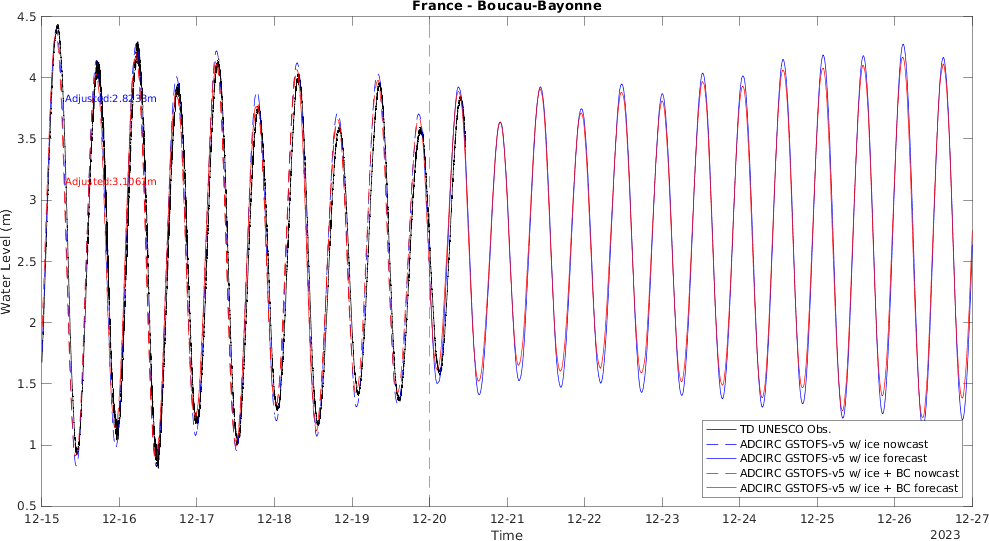 France - Boucau-Bayonne
4.5
4
3.5
3
2.5
2
1.5
1
0.5
Water Level (m)
Adjusted:2.8233m
Adjusted:3.1067m
TD UNESCO Obs.
ADCIRC GSTOFS-v5 w/ ice nowcast
ADCIRC GSTOFS-v5 w/ ice forecast
ADCIRC GSTOFS-v5 w/ ice + BC nowcast
ADCIRC GSTOFS-v5 w/ ice + BC forecast
12-15 12-16 12-17 12-18 12-19 12-20 12-21 12-22 12-23 12-24 12-25 12-26 12-27
Time
2023